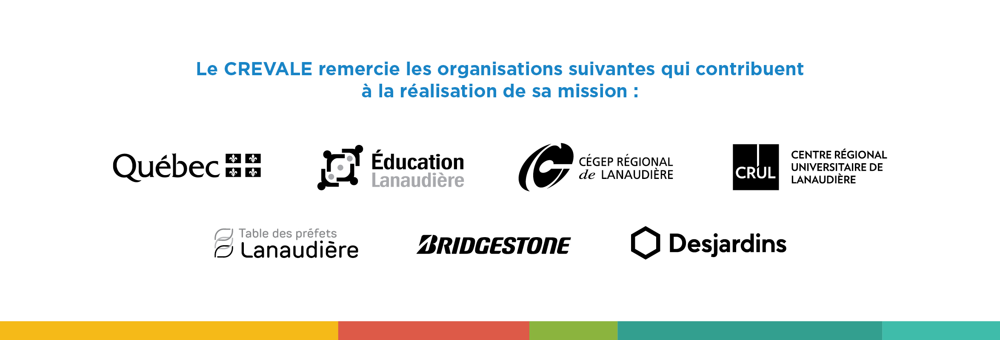 Le CREVALE remercie les organisations suivantes qui contribuent
à la réalisation de sa mission :
Québec
Éducation
Lanaudière
CÉGEP RÉGIONAL
de LANAUDIÈRE
CRUL
CENTRE RÉGIONAL
UNIVERSITAIRE DE
LANAUDIÈRE
Table des préfets
Lanaudière
BRIDGESTONE
Desjardins